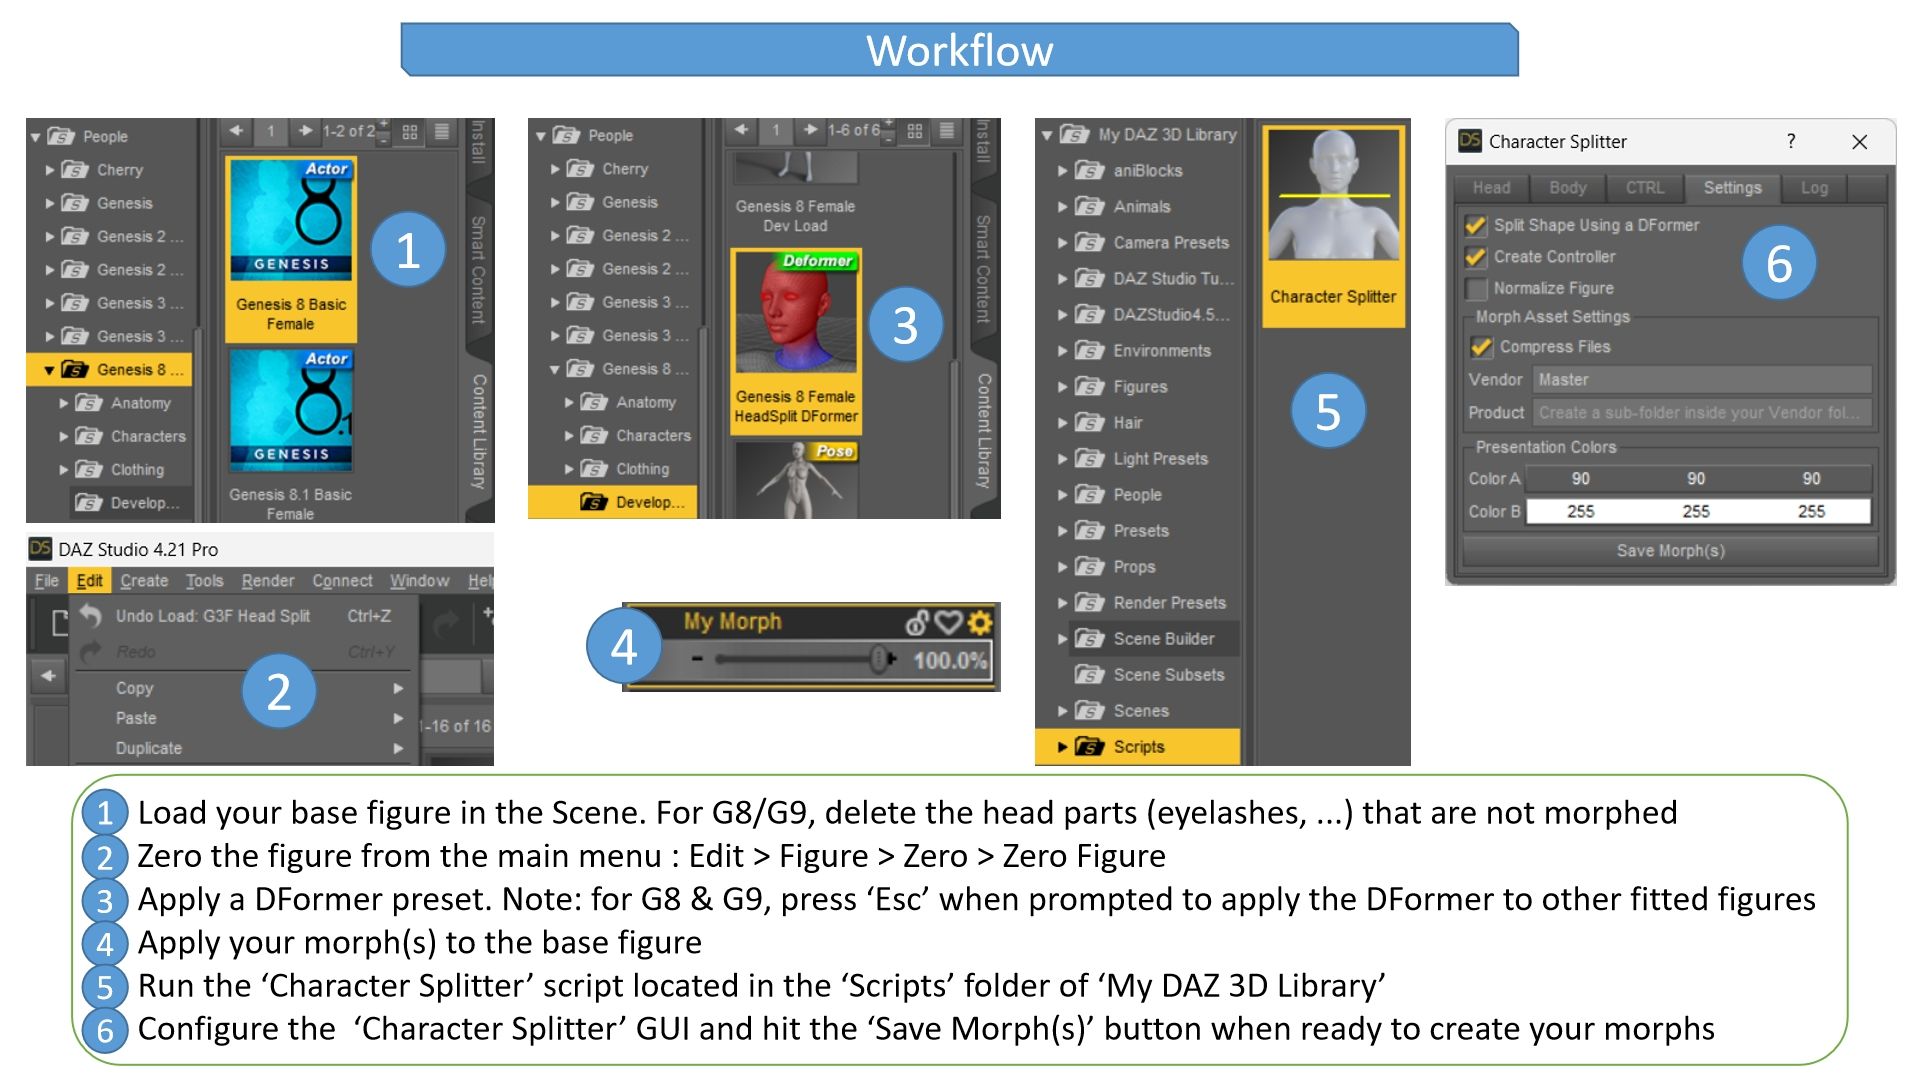 Workflow
People
Cherry
Genesis
Genesis 2 ...
Genesis 2 ...
Genesis 3 ...
Genesis 3 ...
Genesis 8 ...
Anatomy
Characters
Clothing
Develop...
1
1-2 of 2
Actor
GENESIS
Genesis 8 Basic
Female
Actor
GENESIS
Genesis 8.1 Basic
Female
Install
Smart Content
Content Library
1
DAZ Studio 4.21 Pro
File Edit Create Tools Render Connect Window Hel
Undo Load: G3F Head Split Ctrl+Z
Redo Ctrl+Y
Copy
Paste
Duplicate
1-16 of 16
2
People
Cherry
Genesis
Genesis 2 ...
Genesis 2 ...
Genesis 3 ...
Genesis 3 ...
Genesis 8 ...
Anatomy
Characters
Clothing
Develop...
1
1-6 of 6
Genesis 8 Female
Dev Load
Deformer
Genesis 8 Female
HeadSplit DFormer
Pose
Install
Smart Content
Content Library
3
4
My Morph
100.0%
My DAZ 3D Library
aniBlocks
Animals
Camera Presets
DAZ Studio Tu...
DAZStudio4.5...
Environments
Figures
Hair
Light Presets
People
Presets
Props
Render Presets
Scene Builder
Scene Subsets
Scenes
Scripts
Character Splitter
5
DS Character Splitter ?
Head Body CTRL Settings Log
Split Shape Using a DFormer
Create Controller
Normalize Figure
Morph Asset Settings
Compress Files
Vendor Master
Product Create a sub-folder inside your Vendor fol...
Presentation Colors
Color A 90 90 90
Color B 255 255 255
Save Morph(s)
6
1 Load your base figure in the Scene. For G8/G9, delete the head parts (eyelashes, ...) that are not morphed
2 Zero the figure from the main menu : Edit > Figure > Zero > Zero Figure
3 Apply a DFormer preset. Note: for G8 & G9, press ‘Esc’ when prompted to apply the DFormer to other fitted figures
4 Apply your morph(s) to the base figure
5 Run the ‘Character Splitter’ script located in the ‘Scripts’ folder of ‘My DAZ 3D Library’
6 Configure the  ‘Character Splitter’ GUI and hit the ‘Save Morph(s)’ button when ready to create your morphs